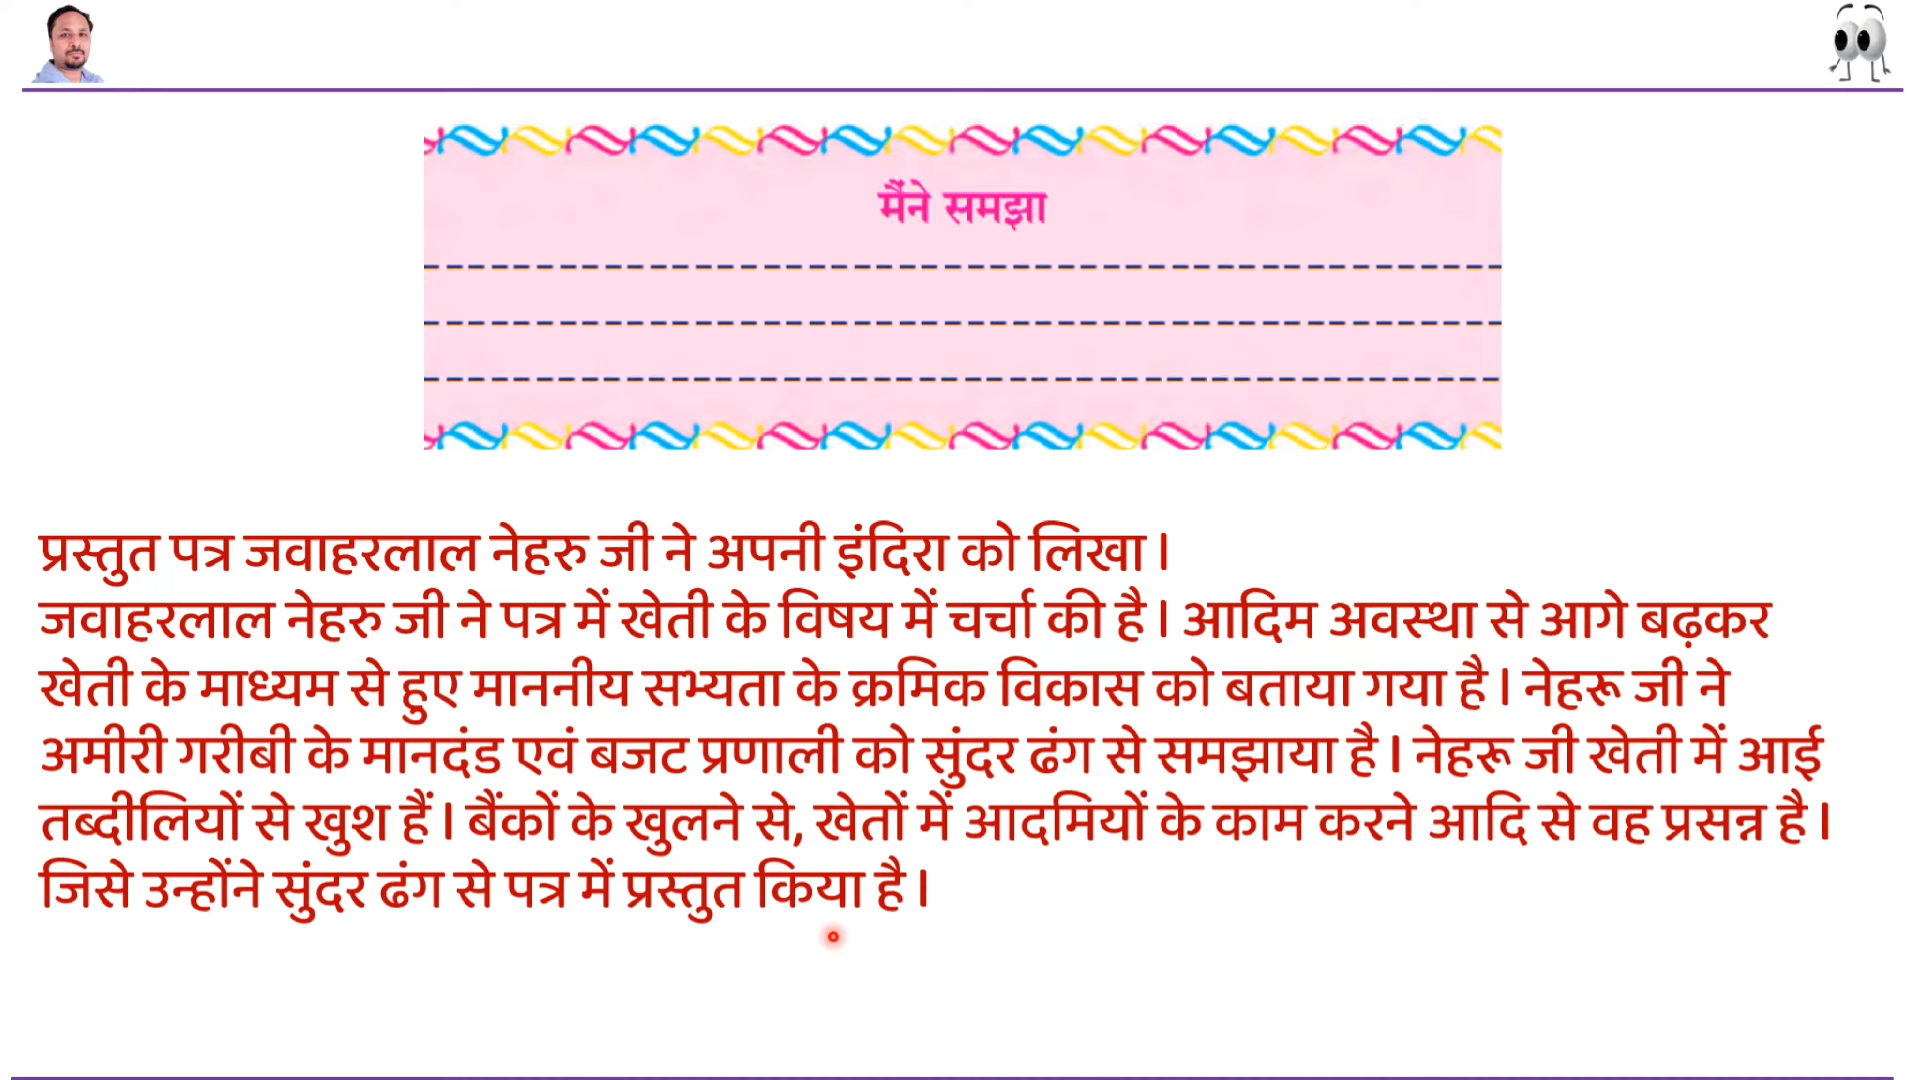 मैंने समझा
प्रस्तुत पत्र जवाहरलाल नेहरु जी ने अपनी इंदिरा को लिखा।
जवाहरलाल नेहरु जी ने पत्र में खेती के विषय में चर्चा की है। आदिम अवस्था से आगे बढ़कर
खेती के माध्यम से हुए माननीय सभ्यता के क्रमिक विकास को बताया गया है। नेहरू जी ने
अमीरी गरीबी के मानदंड एवं बजट प्रणाली को सुंदर ढंग से समझाया है। नेहरू जी खेती में आई
तब्दीलियों से खुश हैं। बैंकों के खुलने से, खेतों में आदमियों के काम करने आदि से वह प्रसन्न है।
जिसे उन्होंने सुंदर ढंग से पत्र में प्रस्तुत किया है।